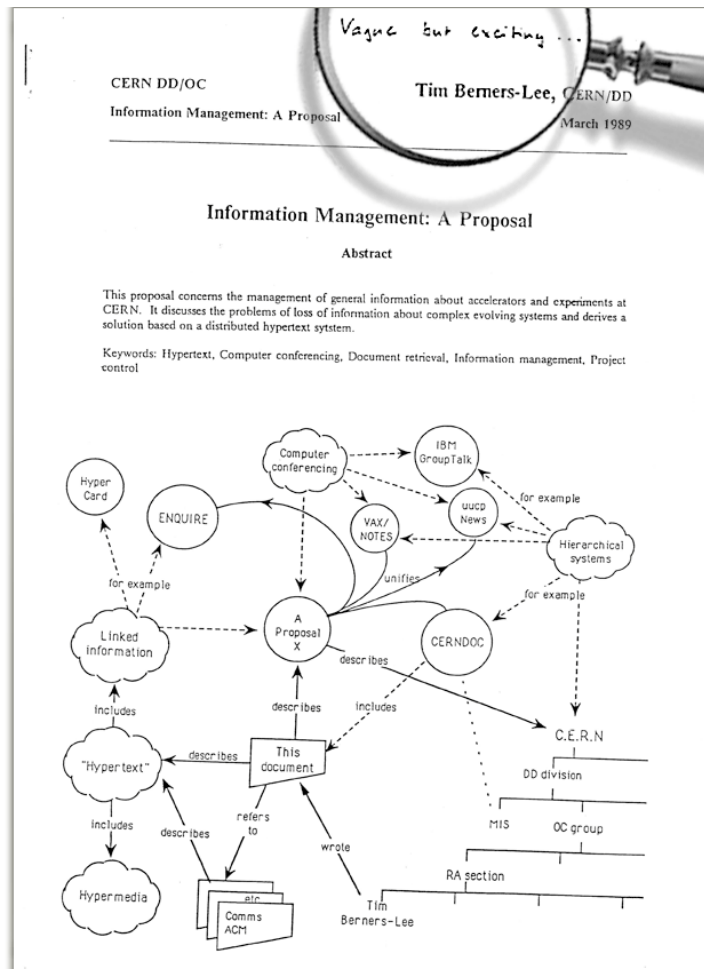 Vague but exciting ...
CERN DD/OC
Tim Berners-Lee, CERN/DD
Information Management: A Proposal
March 1989
Information Management: A Proposal
Abstract
This proposal concerns the management of general information about accelerators and experiments at
CERN. It discusses the problems of loss of information about complex evolving systems and derives a
solution based on a distributed hypertext sytstem.
Keywords: Hypertext, Computer conferencing, Document retrieval, Information management, Project
control
Computer
conferencing
IBM
GroupTalk
Hyper
Card
ENQUIRE
VAX/
NOTES
uucp
News
for example
Hierarchical
systems
for example
unifies
for example
Linked
information
A
Proposal
X
CERNDOC
describes
includes
describes
includes
C.E.R.N
"Hypertext"
describes
This
document
DD division
includes
describes
refers
to
wrote
MIS
OC group
RA section
Hypermedia
etc
Comms
ACM
Tim
Berners-Lee